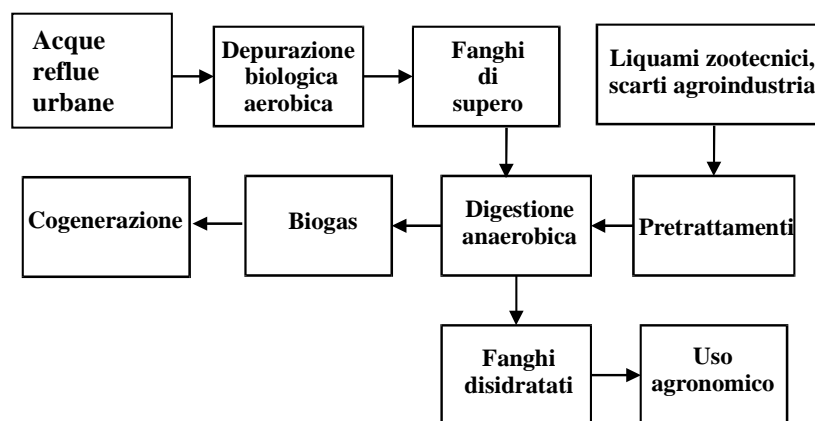 Acque
reflue
urbane
Depurazione
biologica
aerobica
Fanghi
di
supero
Liquami zootecnici,
scarti agroindustria
Cogenerazione
Biogas
Digestione
anaerobica
Pretrattamenti
Fanghi
disidratati
Uso
agronomico